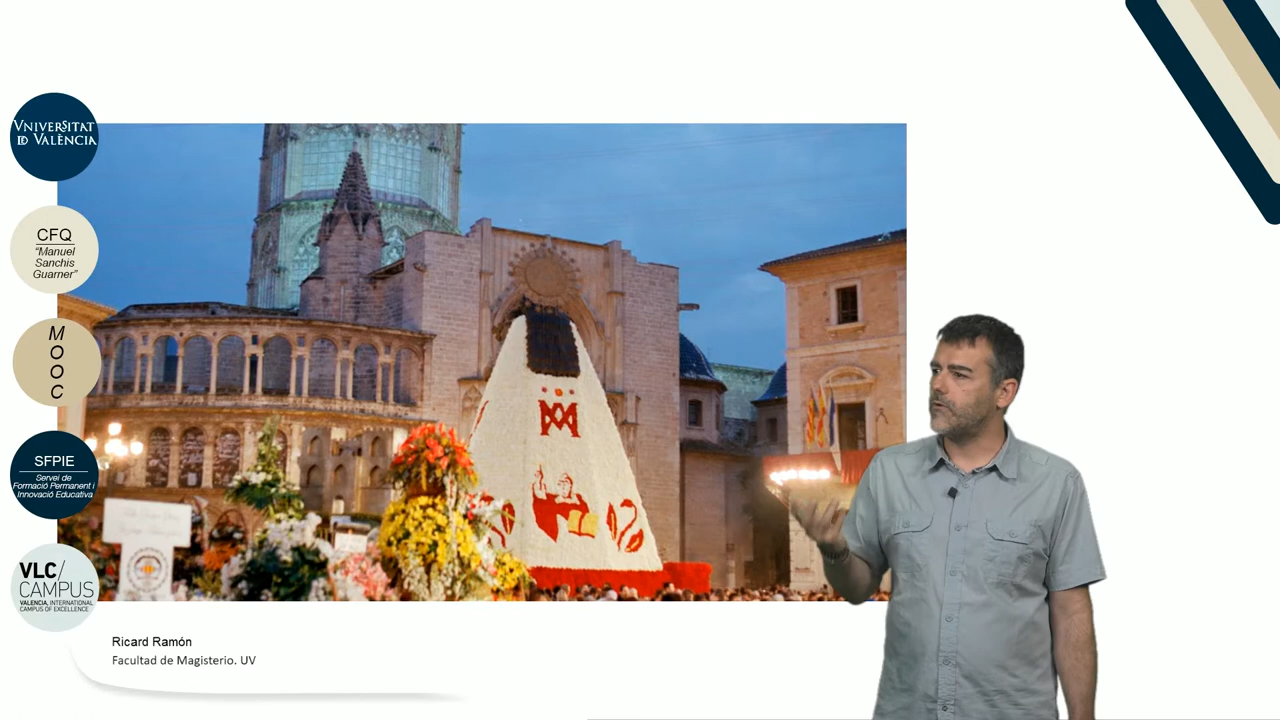 VNIVERSITAT
ID VALÈNCIA
CFQ
"Manuel
Sanchis
Guarner"
M
O
O
C
SFPIE
Servei de
Formació Permanent i
Innovació Educativa
VLC/
CAMPUS
VALENCIA, INTERNATIONAL
CAMPUS OF EXCELLENCE
Ricard Ramón
Facultad de Magisterio. UV